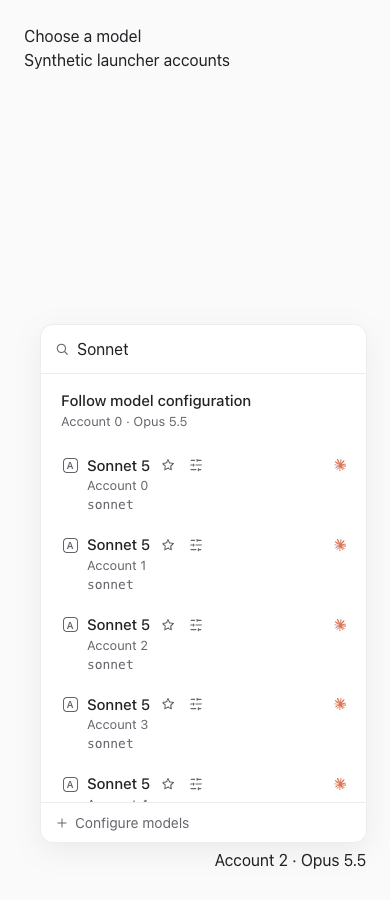 Choose a model
Synthetic launcher accounts
Sonnet
Follow model configuration
Account 0 · Opus 5.5
A Sonnet 5
Account 0
sonnet
A Sonnet 5
Account 1
sonnet
A Sonnet 5
Account 2
sonnet
A Sonnet 5
Account 3
sonnet
A Sonnet 5
+ Configure models
Account 2 · Opus 5.5